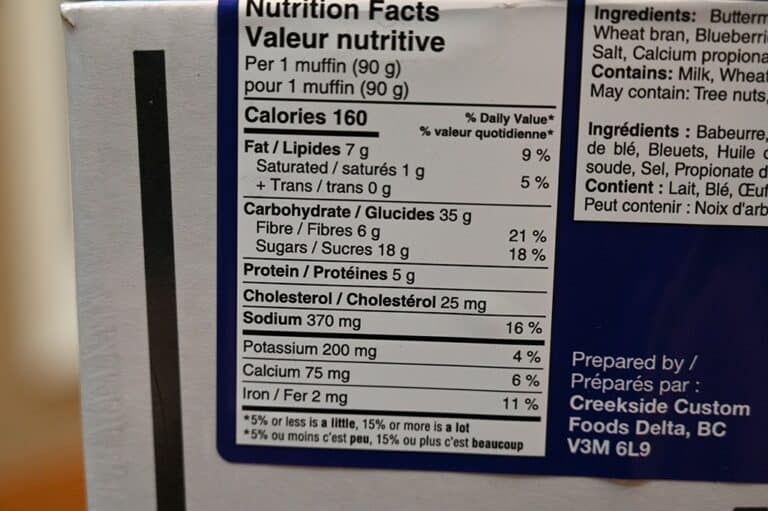 Nutrition Facts
Valeur nutritive
Per 1 muffin (90 g)
pour 1 muffin (90 g)
Calories 160
% Daily Value*
% valeur quotidienne*
Fat / Lipides 7 g 9 %
Saturated / saturés 1 g
+ Trans / trans 0 g 5 %
Carbohydrate / Glucides 35 g
Fibre / Fibres 6 g 21 %
Sugars / Sucres 18 g 18 %
Protein / Protéines 5 g
Cholesterol / Cholestérol 25 mg
Sodium 370 mg 16 %
Potassium 200 mg 4 %
Calcium 75 mg 6 %
Iron / Fer 2 mg 11 %
*5% or less is a little, 15% or more is a lot
*5% ou moins c'est peu, 15% ou plus c'est beaucoup
Ingredients:
Wheat bran,
Salt, Calcium
Contains: Milk,
May contain: Tree nuts,
Ingrédients : Babeurre,
de blé, Bleuets, Huile
soude, Sel, Propionate
Contient : Lait, Blé,
Peut contenir : Noix
Prepared by /
Préparés par :
Creekside Custom
Foods Delta, BC
V3M 6L9